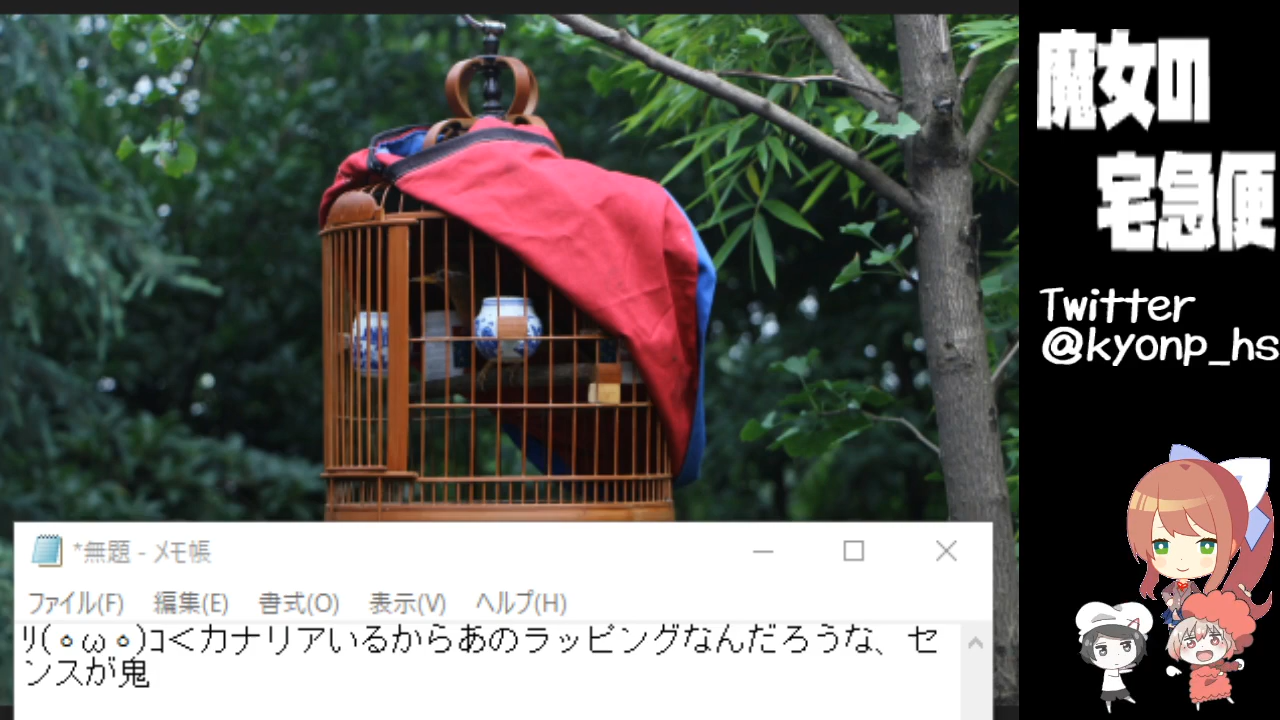 魔女の
宅急便
Twitter
@kyonp_hs
*無題 - メモ帳
ファイル(F) 編集(E) 書式(O) 表示(V) ヘルプ(H)
ﾘ(∘ω∘)ｺ＜カナリアいるからあのラッピングなんだろうな、セ
ンスが鬼